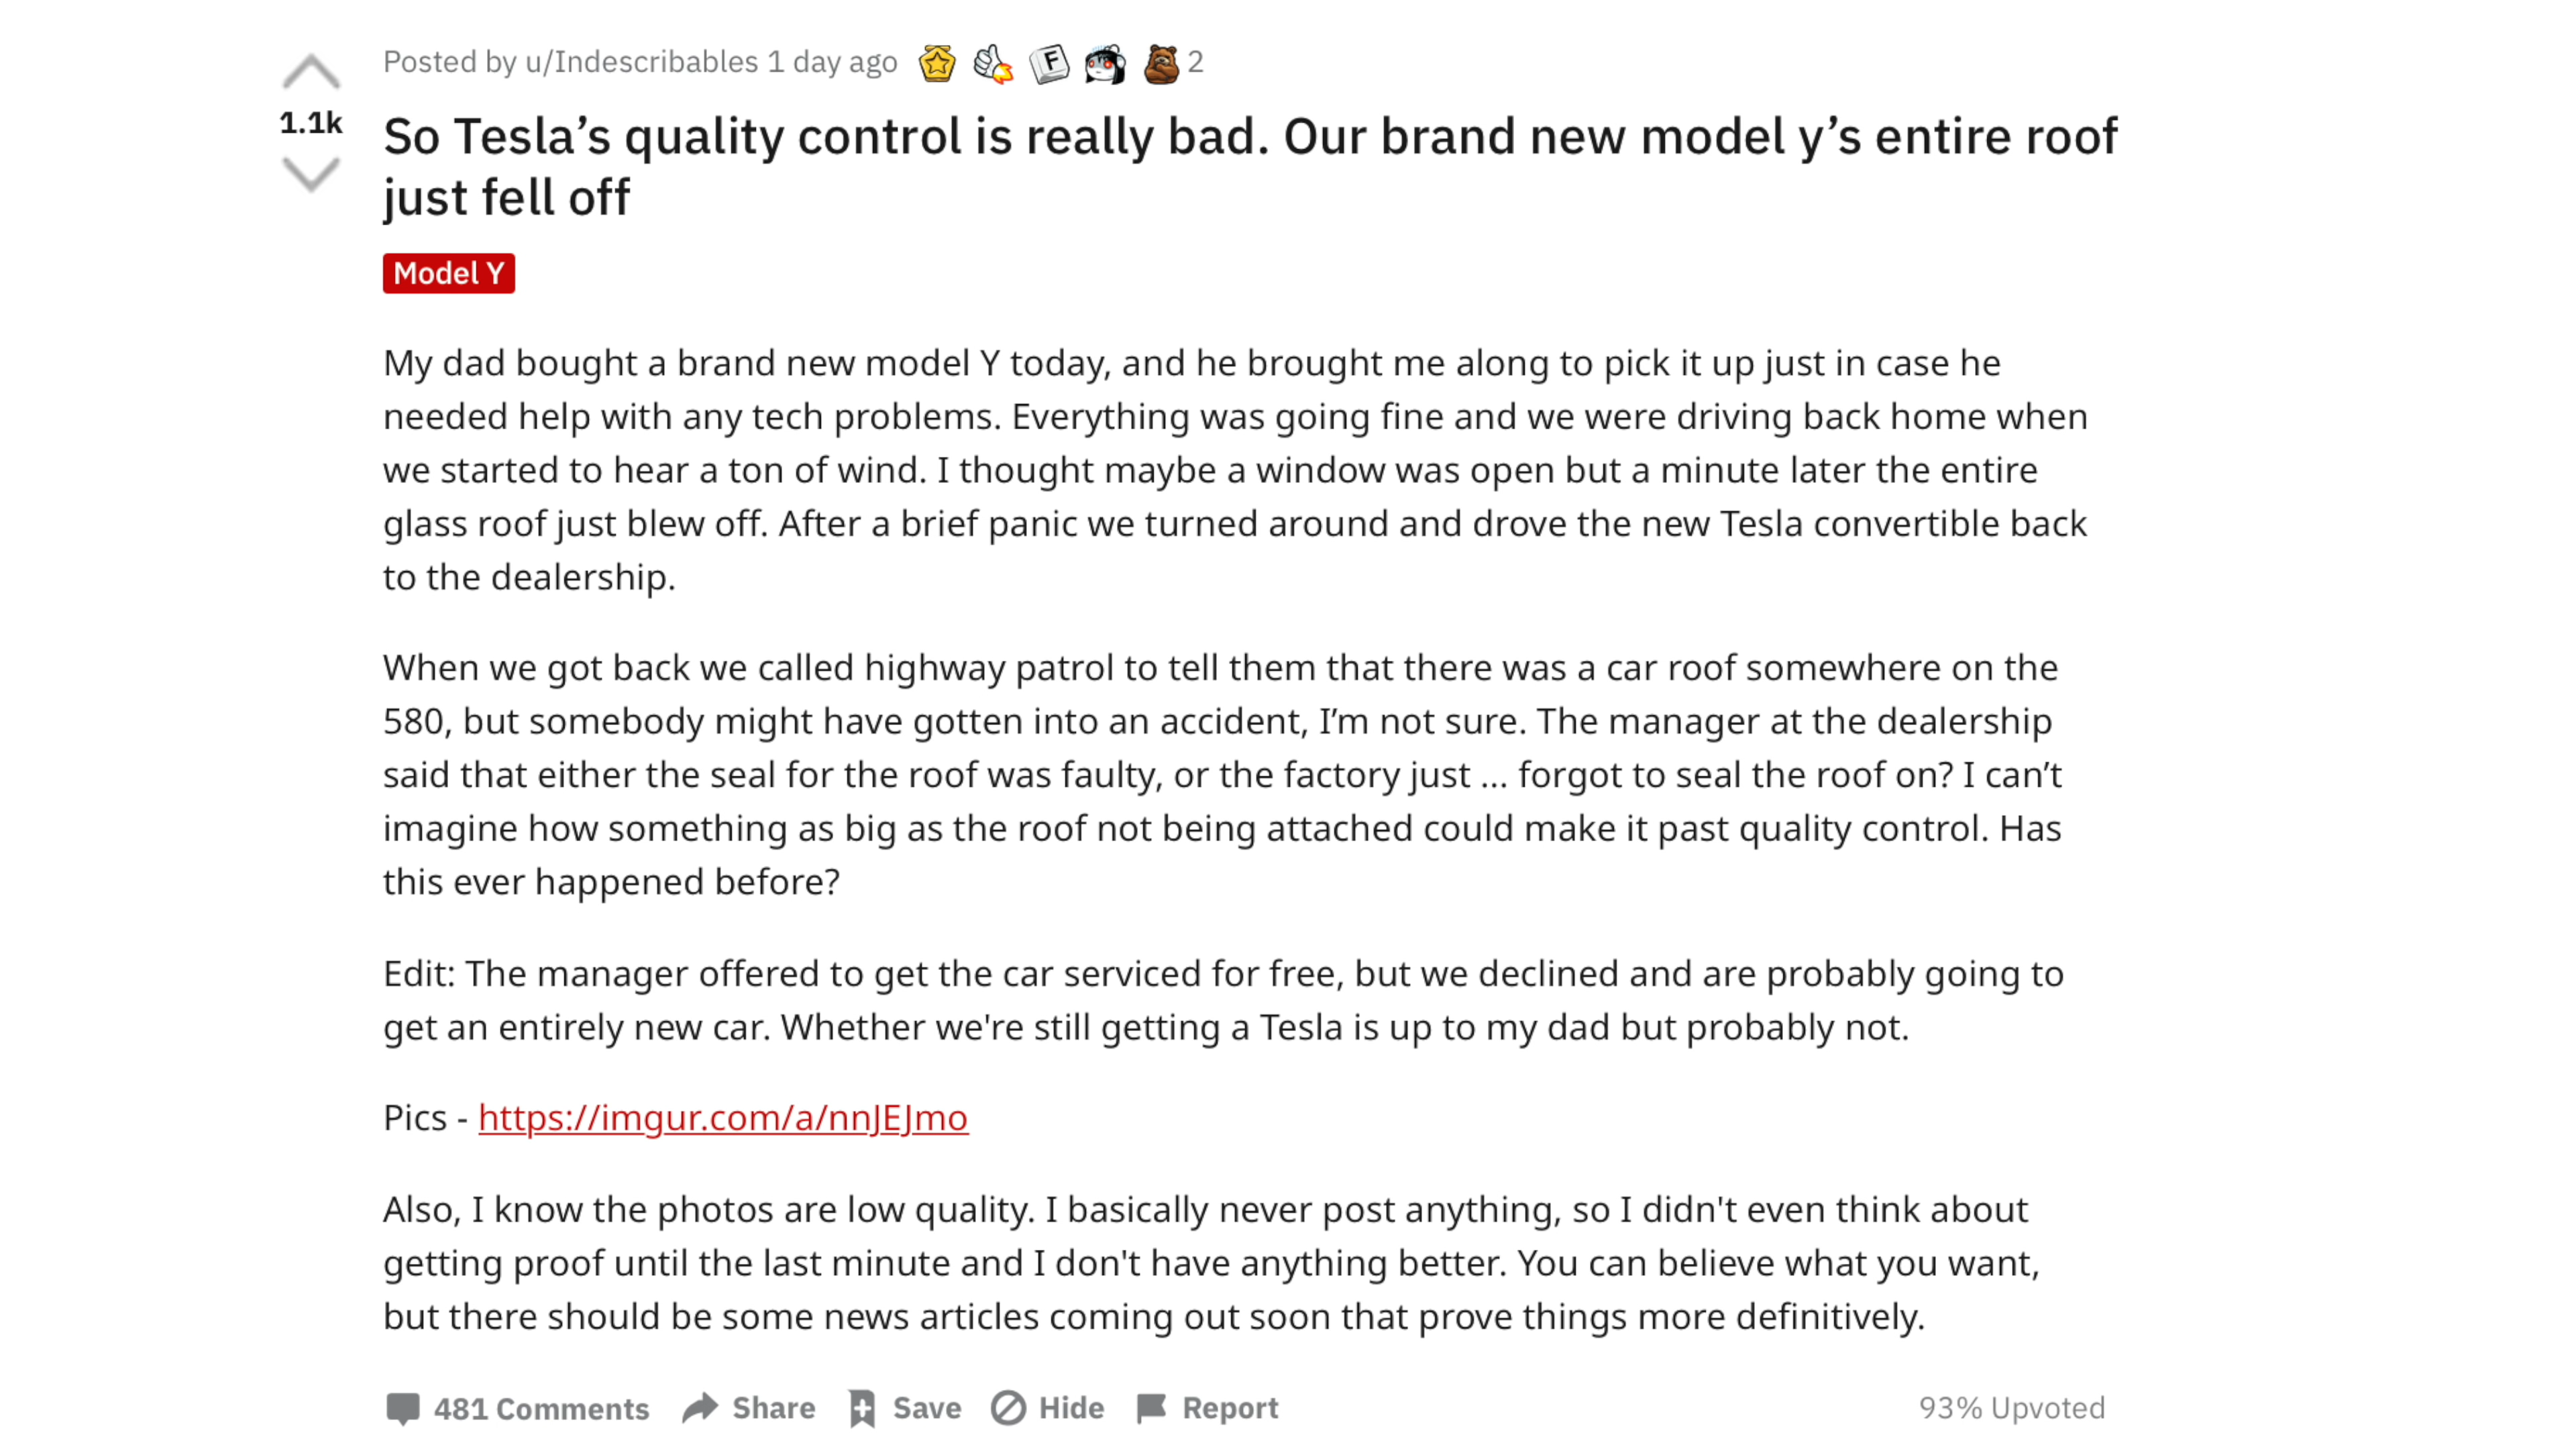 Posted by u/Indescribables 1 day ago 2
1.1k
So Tesla’s quality control is really bad. Our brand new model y’s entire roof
just fell off
Model Y
My dad bought a brand new model Y today, and he brought me along to pick it up just in case he
needed help with any tech problems. Everything was going fine and we were driving back home when
we started to hear a ton of wind. I thought maybe a window was open but a minute later the entire
glass roof just blew off. After a brief panic we turned around and drove the new Tesla convertible back
to the dealership.
When we got back we called highway patrol to tell them that there was a car roof somewhere on the
580, but somebody might have gotten into an accident, I’m not sure. The manager at the dealership
said that either the seal for the roof was faulty, or the factory just ... forgot to seal the roof on? I can’t
imagine how something as big as the roof not being attached could make it past quality control. Has
this ever happened before?
Edit: The manager offered to get the car serviced for free, but we declined and are probably going to
get an entirely new car. Whether we're still getting a Tesla is up to my dad but probably not.
Pics - https://imgur.com/a/nnJEJmo
Also, I know the photos are low quality. I basically never post anything, so I didn't even think about
getting proof until the last minute and I don't have anything better. You can believe what you want,
but there should be some news articles coming out soon that prove things more definitively.
481 Comments Share Save Hide Report 93% Upvoted